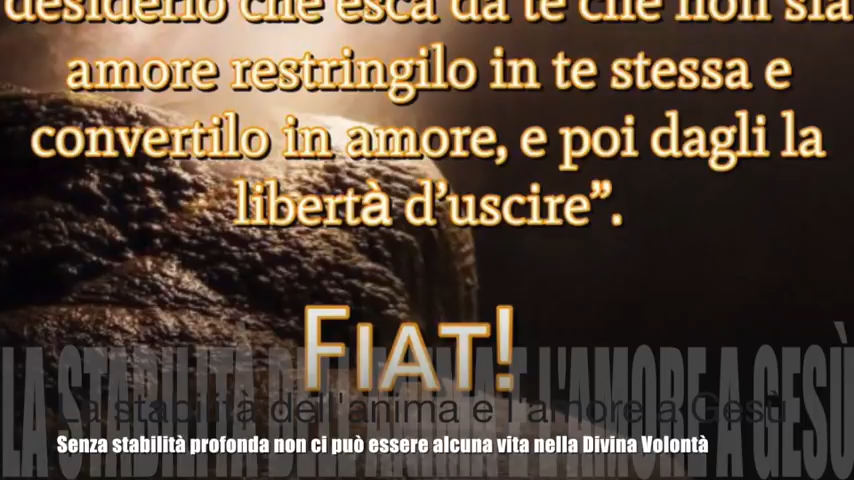 desiderio che esca da te che non sia
amore restringilo in te stessa e
convertilo in amore, e poi dagli la
libertà d’uscire”.
FIAT!
LA STABILITÀ DELL'ANIMA E L'AMORE A GESÙ
La stabilità dell'anima e l'amore a Gesù
Senza stabilità profonda non ci può essere alcuna vita nella Divina Volontà